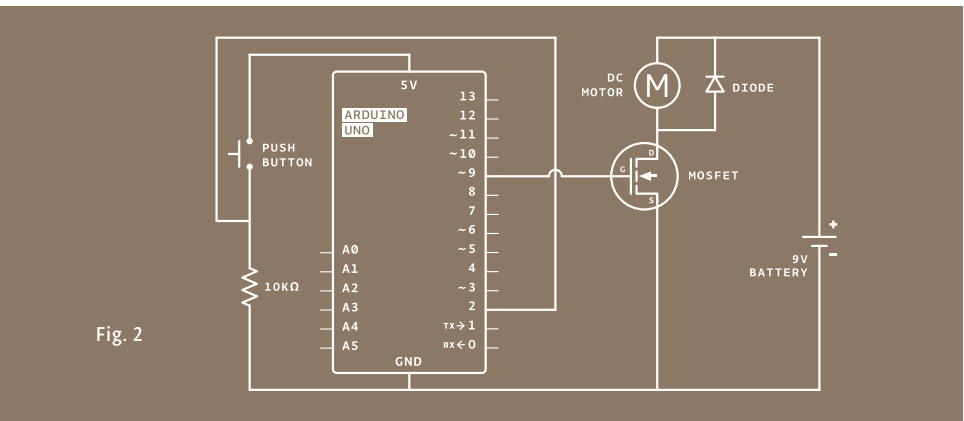 5V
ARDUINO
UNO
13
12
~11
~10
~9
8
7
~6
~5
4
~3
2
TX→1
RX←0
A0
A1
A2
A3
A4
A5
GND
PUSH
BUTTON
10KΩ
DC
MOTOR
M
DIODE
D
G
S
MOSFET
+
9V
BATTERY
-
Fig. 2